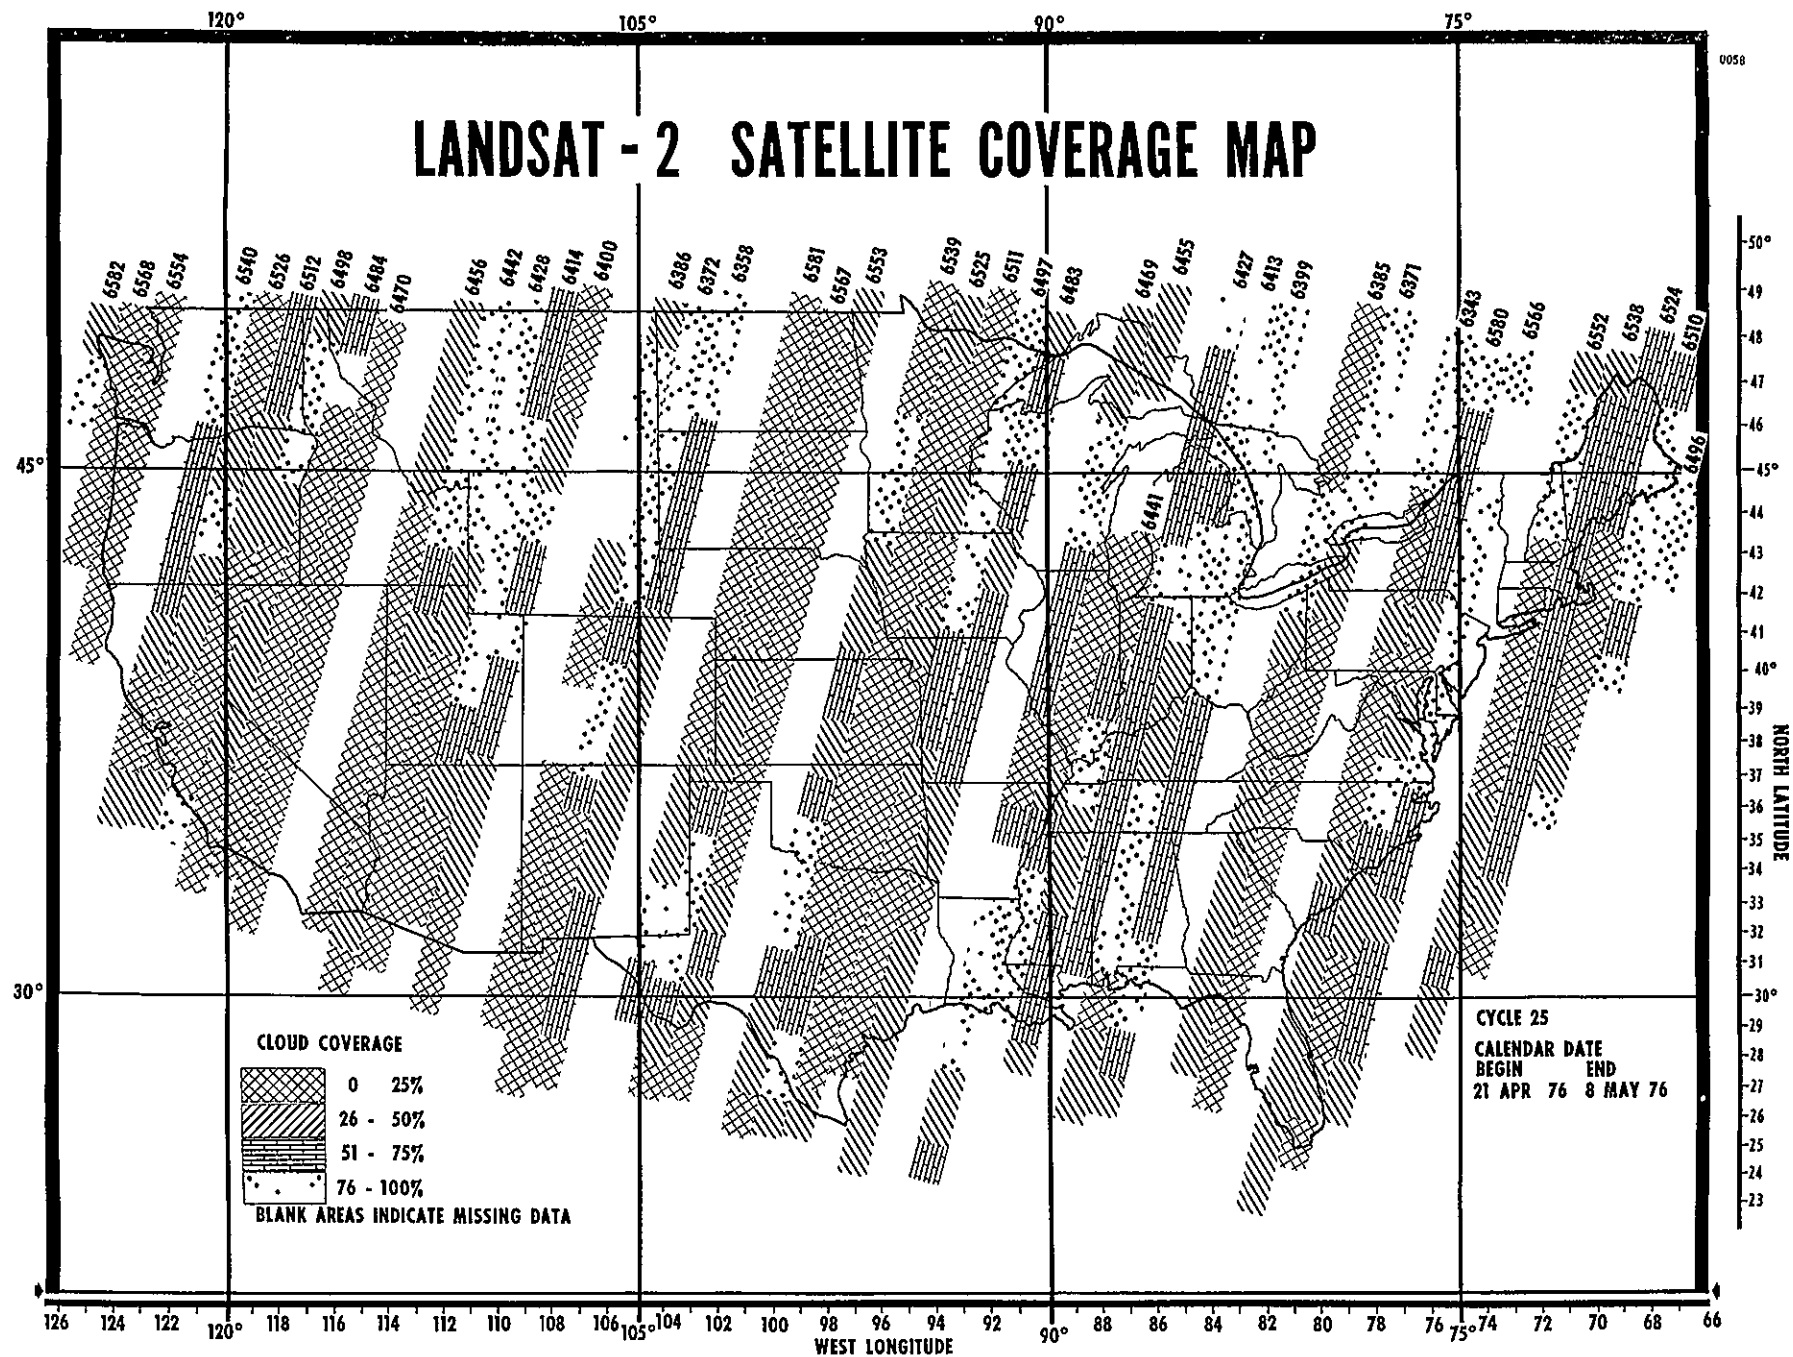 120° 105° 90° 75°
0058
LANDSAT - 2 SATELLITE COVERAGE MAP
6582 6568 6554 6540 6526 6512 6498 6484 6470 6456 6442 6428 6414 6400 6386 6372 6358 6581 6567 6553 6539 6525 6511 6497 6483 6469 6455 6427 6413 6399 6385 6371 6343 6580 6566 6552 6538 6524 6510
6496
6441
45°
30°
50°
49
48
47
46
45°
44
43
42
41
40°
39
38
37
36
35
34
33
32
31
30°
29
28
27
26
25
24
23
NORTH LATITUDE
CLOUD COVERAGE
0 25%
26 - 50%
51 - 75%
76 - 100%
BLANK AREAS INDICATE MISSING DATA
CYCLE 25
CALENDAR DATE
BEGIN END
21 APR 76 8 MAY 76
126 124 122 120° 118 116 114 112 110 108 106 105° 104 102 100 98 96 94 92 90° 88 86 84 82 80 78 76 75° 74 72 70 68 66
WEST LONGITUDE